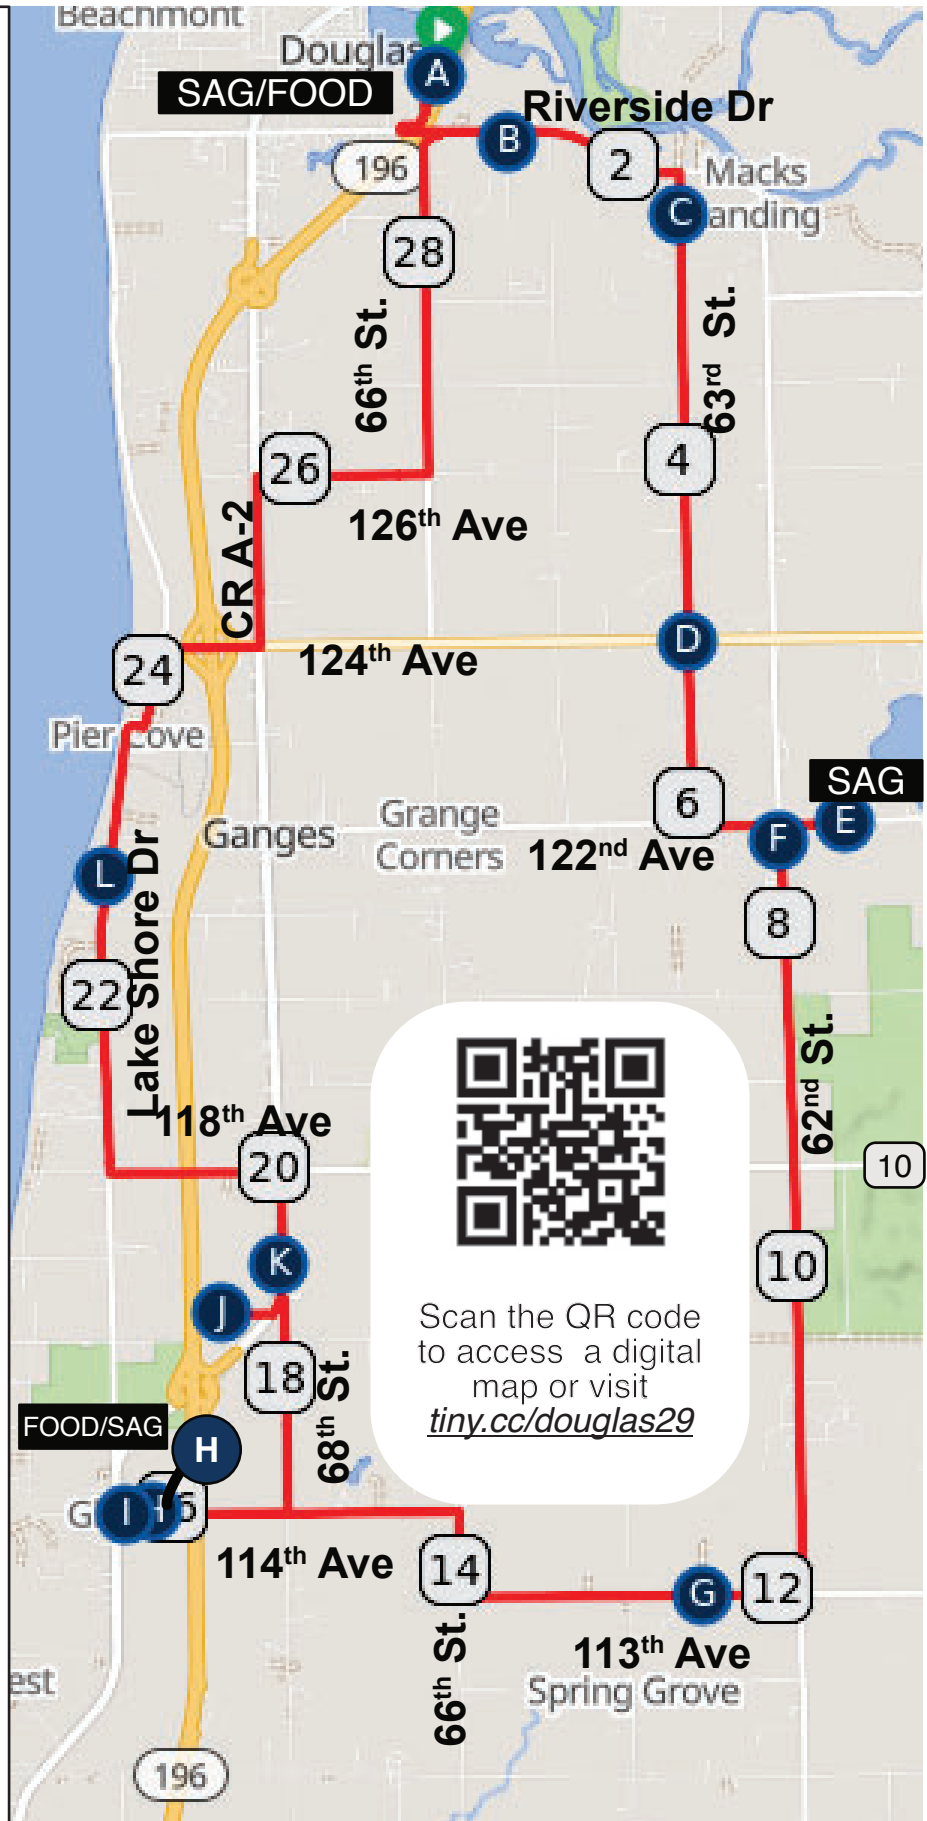 Beachmont
Douglas
A
SAG/FOOD
Riverside Dr
B
196
2
Macks
anding
C
28
66th St.
63rd St.
4
26
126th Ave
CR A-2
D
124th Ave
24
Pier Cove
6
SAG
E
Grange
Corners
Ganges
122nd Ave
F
L
Lake Shore Dr
8
22
62nd St.
118th Ave
20
10
K
10
J
Scan the QR code
to access a digital
map or visit
tiny.cc/douglas29
18
68th St.
FOOD/SAG
H
G
I
6
114th Ave
14
G
12
66th St.
113th Ave
est
Spring Grove
196